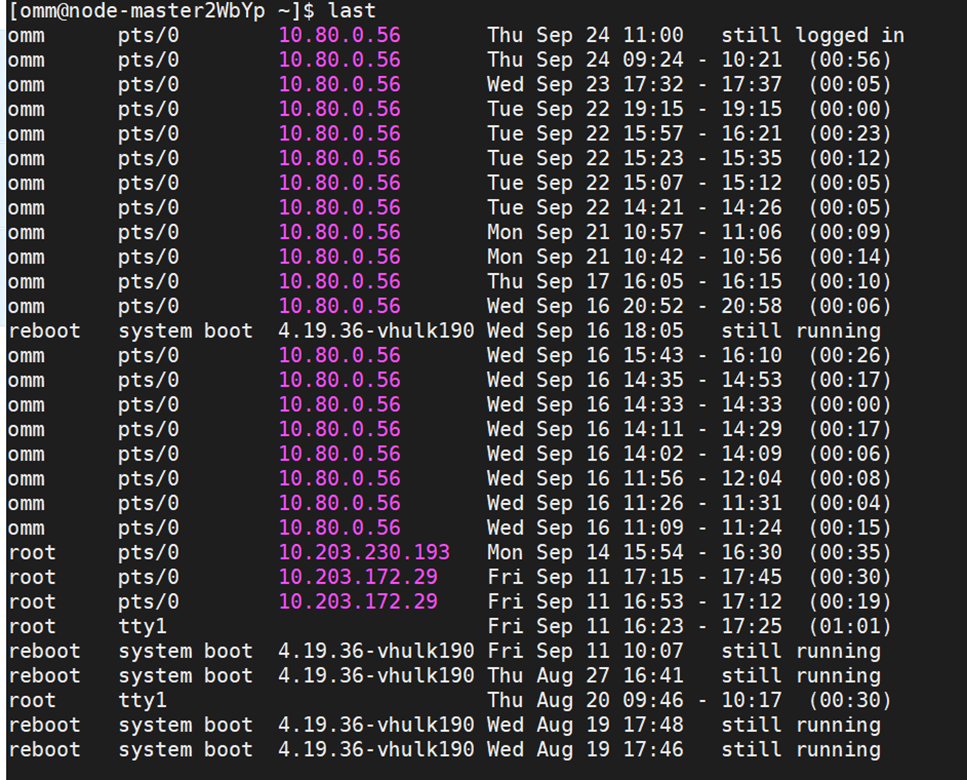 [omm@node-master2WbYp ~]$ last
omm      pts/0        10.80.0.56       Thu Sep 24 11:00   still logged in
omm      pts/0        10.80.0.56       Thu Sep 24 09:24 - 10:21  (00:56)
omm      pts/0        10.80.0.56       Wed Sep 23 17:32 - 17:37  (00:05)
omm      pts/0        10.80.0.56       Tue Sep 22 19:15 - 19:15  (00:00)
omm      pts/0        10.80.0.56       Tue Sep 22 15:57 - 16:21  (00:23)
omm      pts/0        10.80.0.56       Tue Sep 22 15:23 - 15:35  (00:12)
omm      pts/0        10.80.0.56       Tue Sep 22 15:07 - 15:12  (00:05)
omm      pts/0        10.80.0.56       Tue Sep 22 14:21 - 14:26  (00:05)
omm      pts/0        10.80.0.56       Mon Sep 21 10:57 - 11:06  (00:09)
omm      pts/0        10.80.0.56       Mon Sep 21 10:42 - 10:56  (00:14)
omm      pts/0        10.80.0.56       Thu Sep 17 16:05 - 16:15  (00:10)
omm      pts/0        10.80.0.56       Wed Sep 16 20:52 - 20:58  (00:06)
reboot   system boot  4.19.36-vhulk190 Wed Sep 16 18:05   still running
omm      pts/0        10.80.0.56       Wed Sep 16 15:43 - 16:10  (00:26)
omm      pts/0        10.80.0.56       Wed Sep 16 14:35 - 14:53  (00:17)
omm      pts/0        10.80.0.56       Wed Sep 16 14:33 - 14:33  (00:00)
omm      pts/0        10.80.0.56       Wed Sep 16 14:11 - 14:29  (00:17)
omm      pts/0        10.80.0.56       Wed Sep 16 14:02 - 14:09  (00:06)
omm      pts/0        10.80.0.56       Wed Sep 16 11:56 - 12:04  (00:08)
omm      pts/0        10.80.0.56       Wed Sep 16 11:26 - 11:31  (00:04)
omm      pts/0        10.80.0.56       Wed Sep 16 11:09 - 11:24  (00:15)
root     pts/0        10.203.230.193   Mon Sep 14 15:54 - 16:30  (00:35)
root     pts/0        10.203.172.29    Fri Sep 11 17:15 - 17:45  (00:30)
root     pts/0        10.203.172.29    Fri Sep 11 16:53 - 17:12  (00:19)
root     tty1                          Fri Sep 11 16:23 - 17:25  (01:01)
reboot   system boot  4.19.36-vhulk190 Fri Sep 11 10:07   still running
reboot   system boot  4.19.36-vhulk190 Thu Aug 27 16:41   still running
root     tty1                          Thu Aug 20 09:46 - 10:17  (00:30)
reboot   system boot  4.19.36-vhulk190 Wed Aug 19 17:48   still running
reboot   system boot  4.19.36-vhulk190 Wed Aug 19 17:46   still running